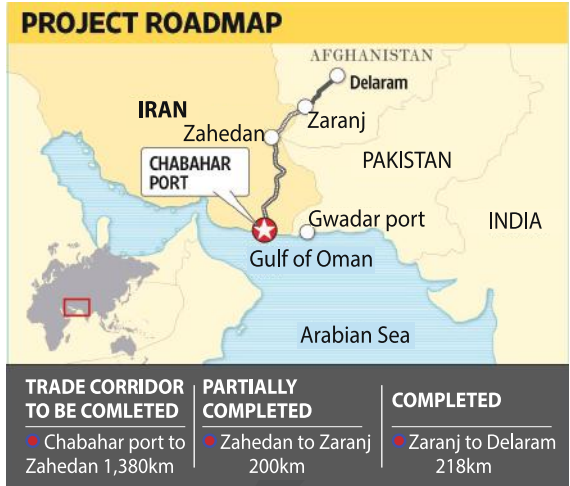 PROJECT ROADMAP
AFGHANISTAN
Delaram
IRAN
Zaranj
Zahedan
CHABAHAR
PORT
PAKISTAN
Gwadar port
INDIA
Gulf of Oman
Arabian Sea
TRADE CORRIDOR
TO BE COMLETED
Chabahar port to
Zahedan 1,380km
PARTIALLY
COMPLETED
Zahedan to Zaranj
200km
COMPLETED
Zaranj to Delaram
218km